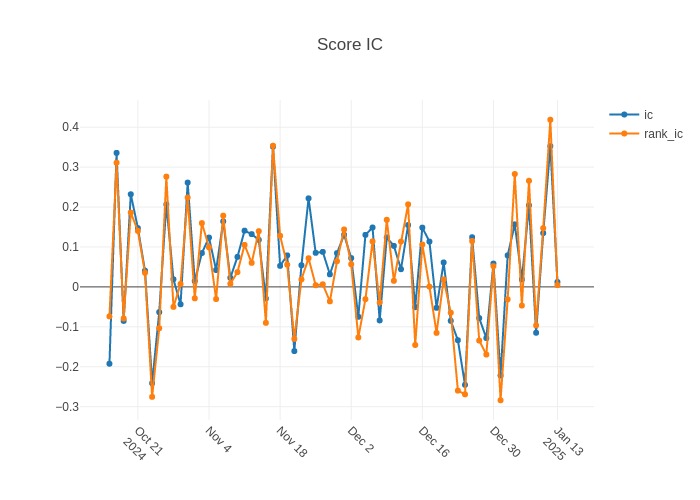 Score IC
ic
rank_ic
0.4
0.3
0.2
0.1
0
−0.1
−0.2
−0.3
Oct 21
2024
Nov 4
Nov 18
Dec 2
Dec 16
Dec 30
Jan 13
2025